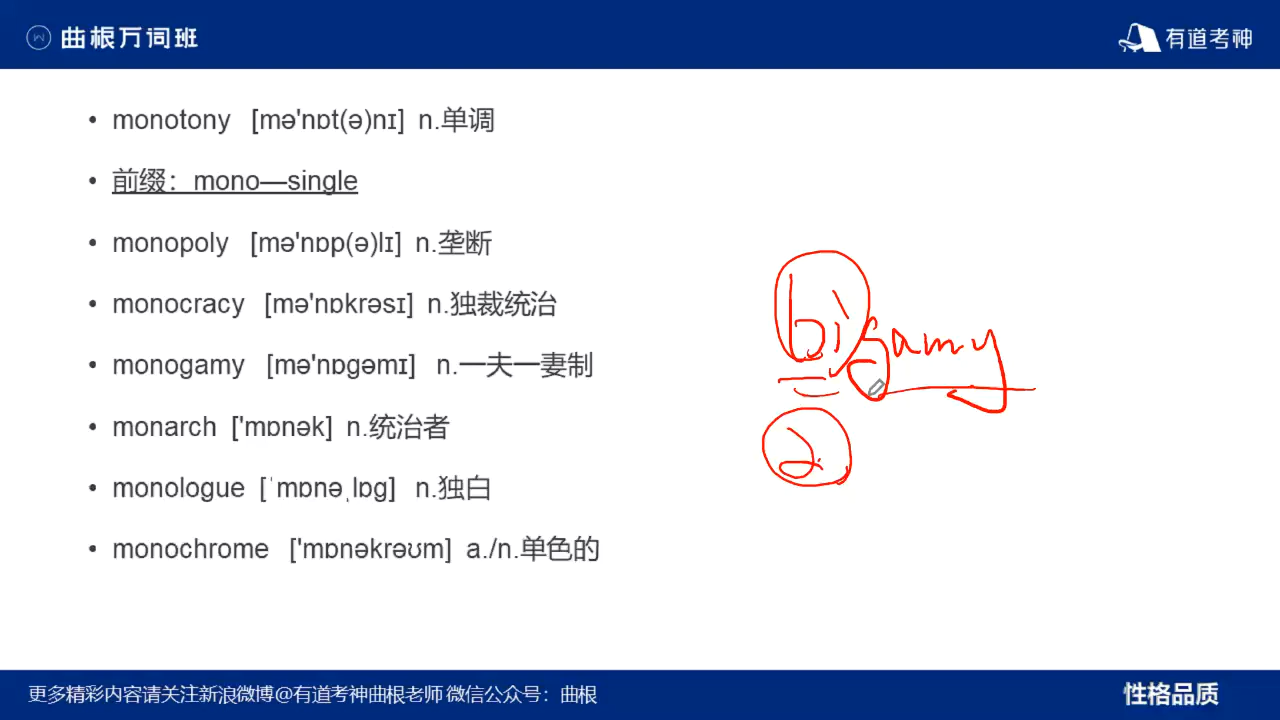 曲根万词班
有道考神
• monotony [mə'nɒt(ə)nɪ] n.单调
• 前缀：mono—single
• monopoly [mə'nɒp(ə)lɪ] n.垄断
• monocracy [mə'nɒkrəsɪ] n.独裁统治
• monogamy [mə'nɒgəmɪ] n.一夫一妻制
• monarch ['mɒnək] n.统治者
• monologue [ˈmɒnəˌlɒg] n.独白
• monochrome ['mɒnəkrəʊm] a./n.单色的
bigamy
2
更多精彩内容请关注新浪微博@有道考神曲根老师 微信公众号：曲根
性格品质